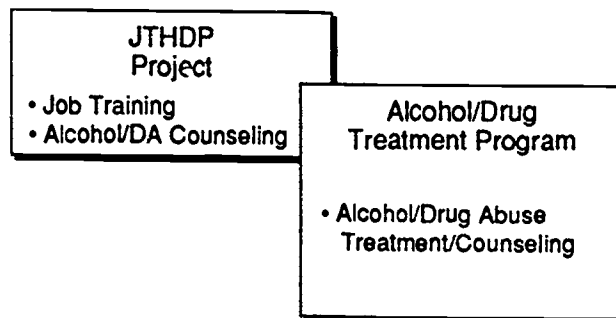 JTHDP
Project
• Job Training
• Alcohol/DA Counseling
Alcohol/Drug
Treatment Program
• Alcohol/Drug Abuse
Treatment/Counseling